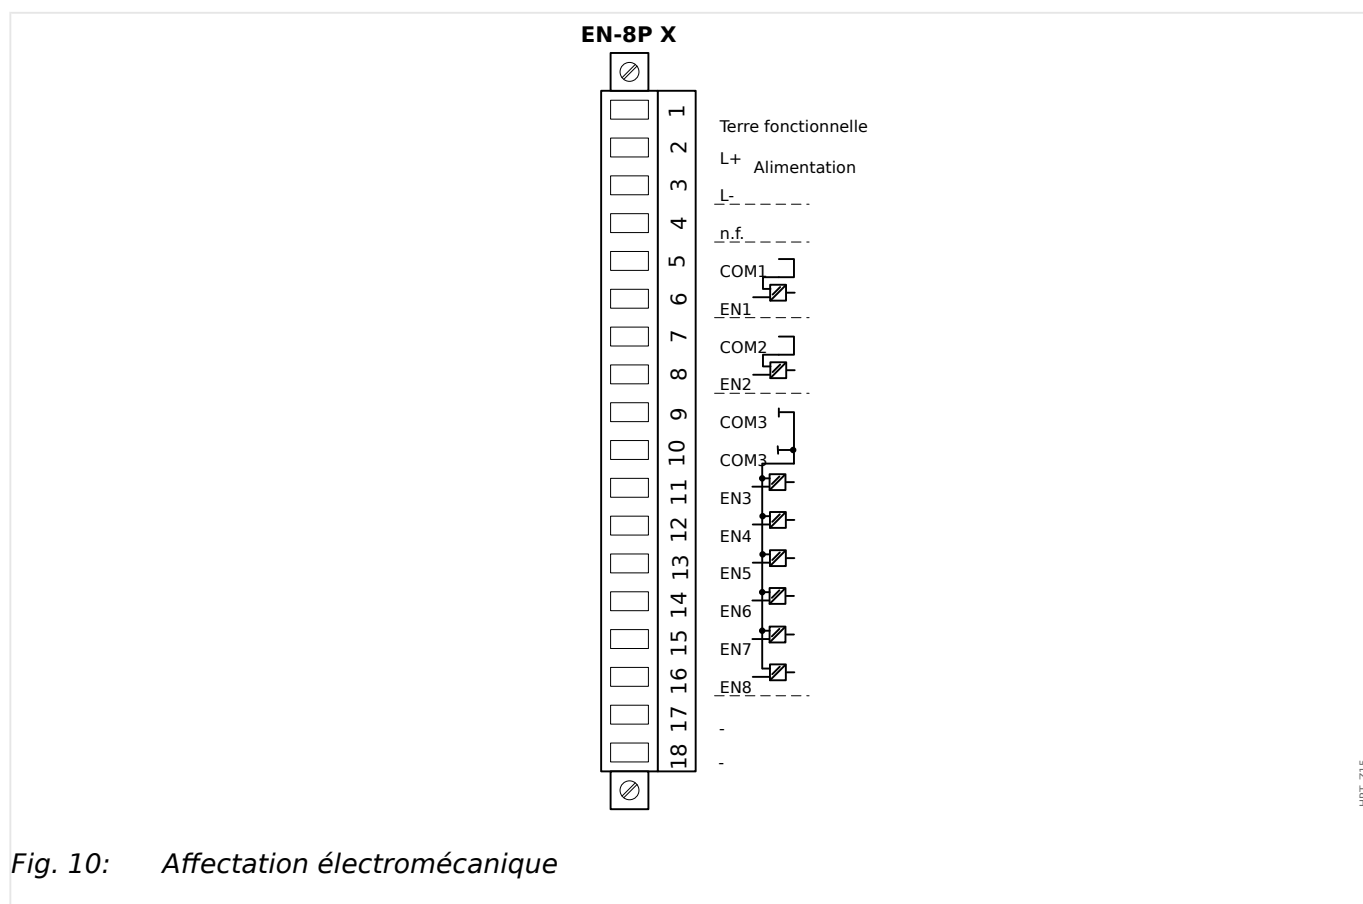 EN-8P X
1
Terre fonctionnelle
2
L+
Alimentation
3
L-
4
n.f.
5
COM1
6
EN1
7
COM2
8
EN2
9
COM3
10
COM3
11
EN3
12
EN4
13
EN5
14
EN6
15
EN7
16
EN8
17
-
18
-
Fig. 10: Affectation électromécanique